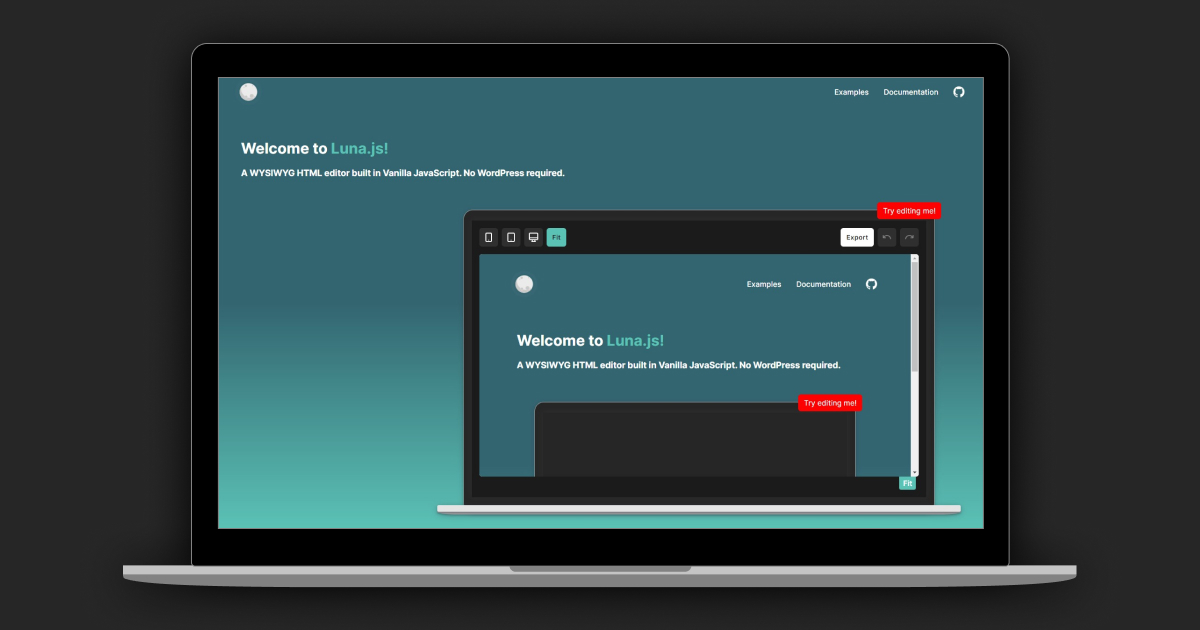 Examples Documentation
Welcome to Luna.js!
A WYSIWYG HTML editor built in Vanilla JavaScript. No WordPress required.
Try editing me!
Fit Export
Examples Documentation
Welcome to Luna.js!
A WYSIWYG HTML editor built in Vanilla JavaScript. No WordPress required.
Try editing me!
Fit